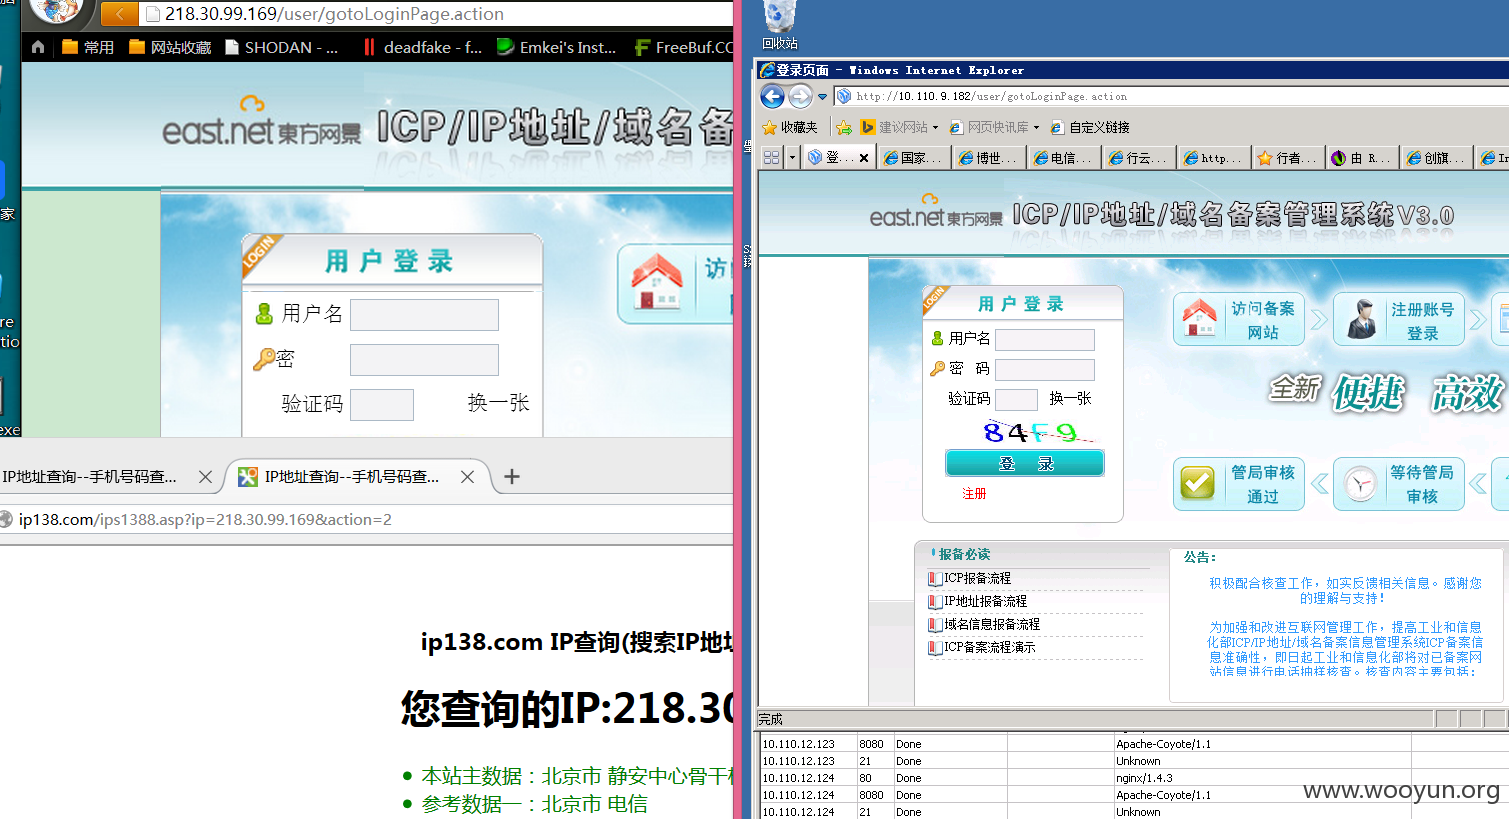 218.30.99.169/user/gotoLoginPage.action
常用
网站收藏
SHODAN - ...
deadfake - f...
Emkei's Inst...
FreeBuf.CC
east.net 東方网景
ICP/IP地址/域名备
LOGIN
用户登录
访
用户名
密
验证码
换一张
家
re
tio
exe
IP地址查询--手机号码查...
IP地址查询--手机号码查...
ip138.com/ips1388.asp?ip=218.30.99.169&action=2
ip138.com IP查询(搜索IP地址
您查询的IP:218.30
本站主数据：北京市 静安中心骨干
参考数据一：北京市 电信
回收站
登录页面 - Windows Internet Explorer
http://10.110.9.182/user/gotoLoginPage.action
收藏夹
建议网站
网页快讯库
自定义链接
登...
国家...
博世...
电信...
行云...
http...
行者...
由 R...
创旗...
In
east.net 東方网景
ICP/IP地址/域名备案管理系统V3.0
LOGIN
用户登录
用户名
密 码
验证码
换一张
84F9
登 录
注册
访问备案
网站
注册账号
登录
全新 便捷 高效
管局审核
通过
等待管局
审核
报备必读
ICP报备流程
IP地址报备流程
域名信息报备流程
ICP备案流程演示
公告：
积极配合核查工作，如实反馈相关信息。感谢您
的理解与支持！
为加强和改进互联网管理工作，提高工业和信息
化部ICP/IP地址/域名备案信息管理系统ICP备案信
息准确性，即日起工业和信息化部将对已备案网
站信息进行电话抽样核查。核查内容主要包括：
完成
10.110.12.123 8080 Done Apache-Coyote/1.1
10.110.12.123 21 Done Unknown
10.110.12.124 80 Done nginx/1.4.3
10.110.12.124 8080 Done Apache-Coyote/1.1
10.110.12.124 21 Done Unknown
www.wooyun.org